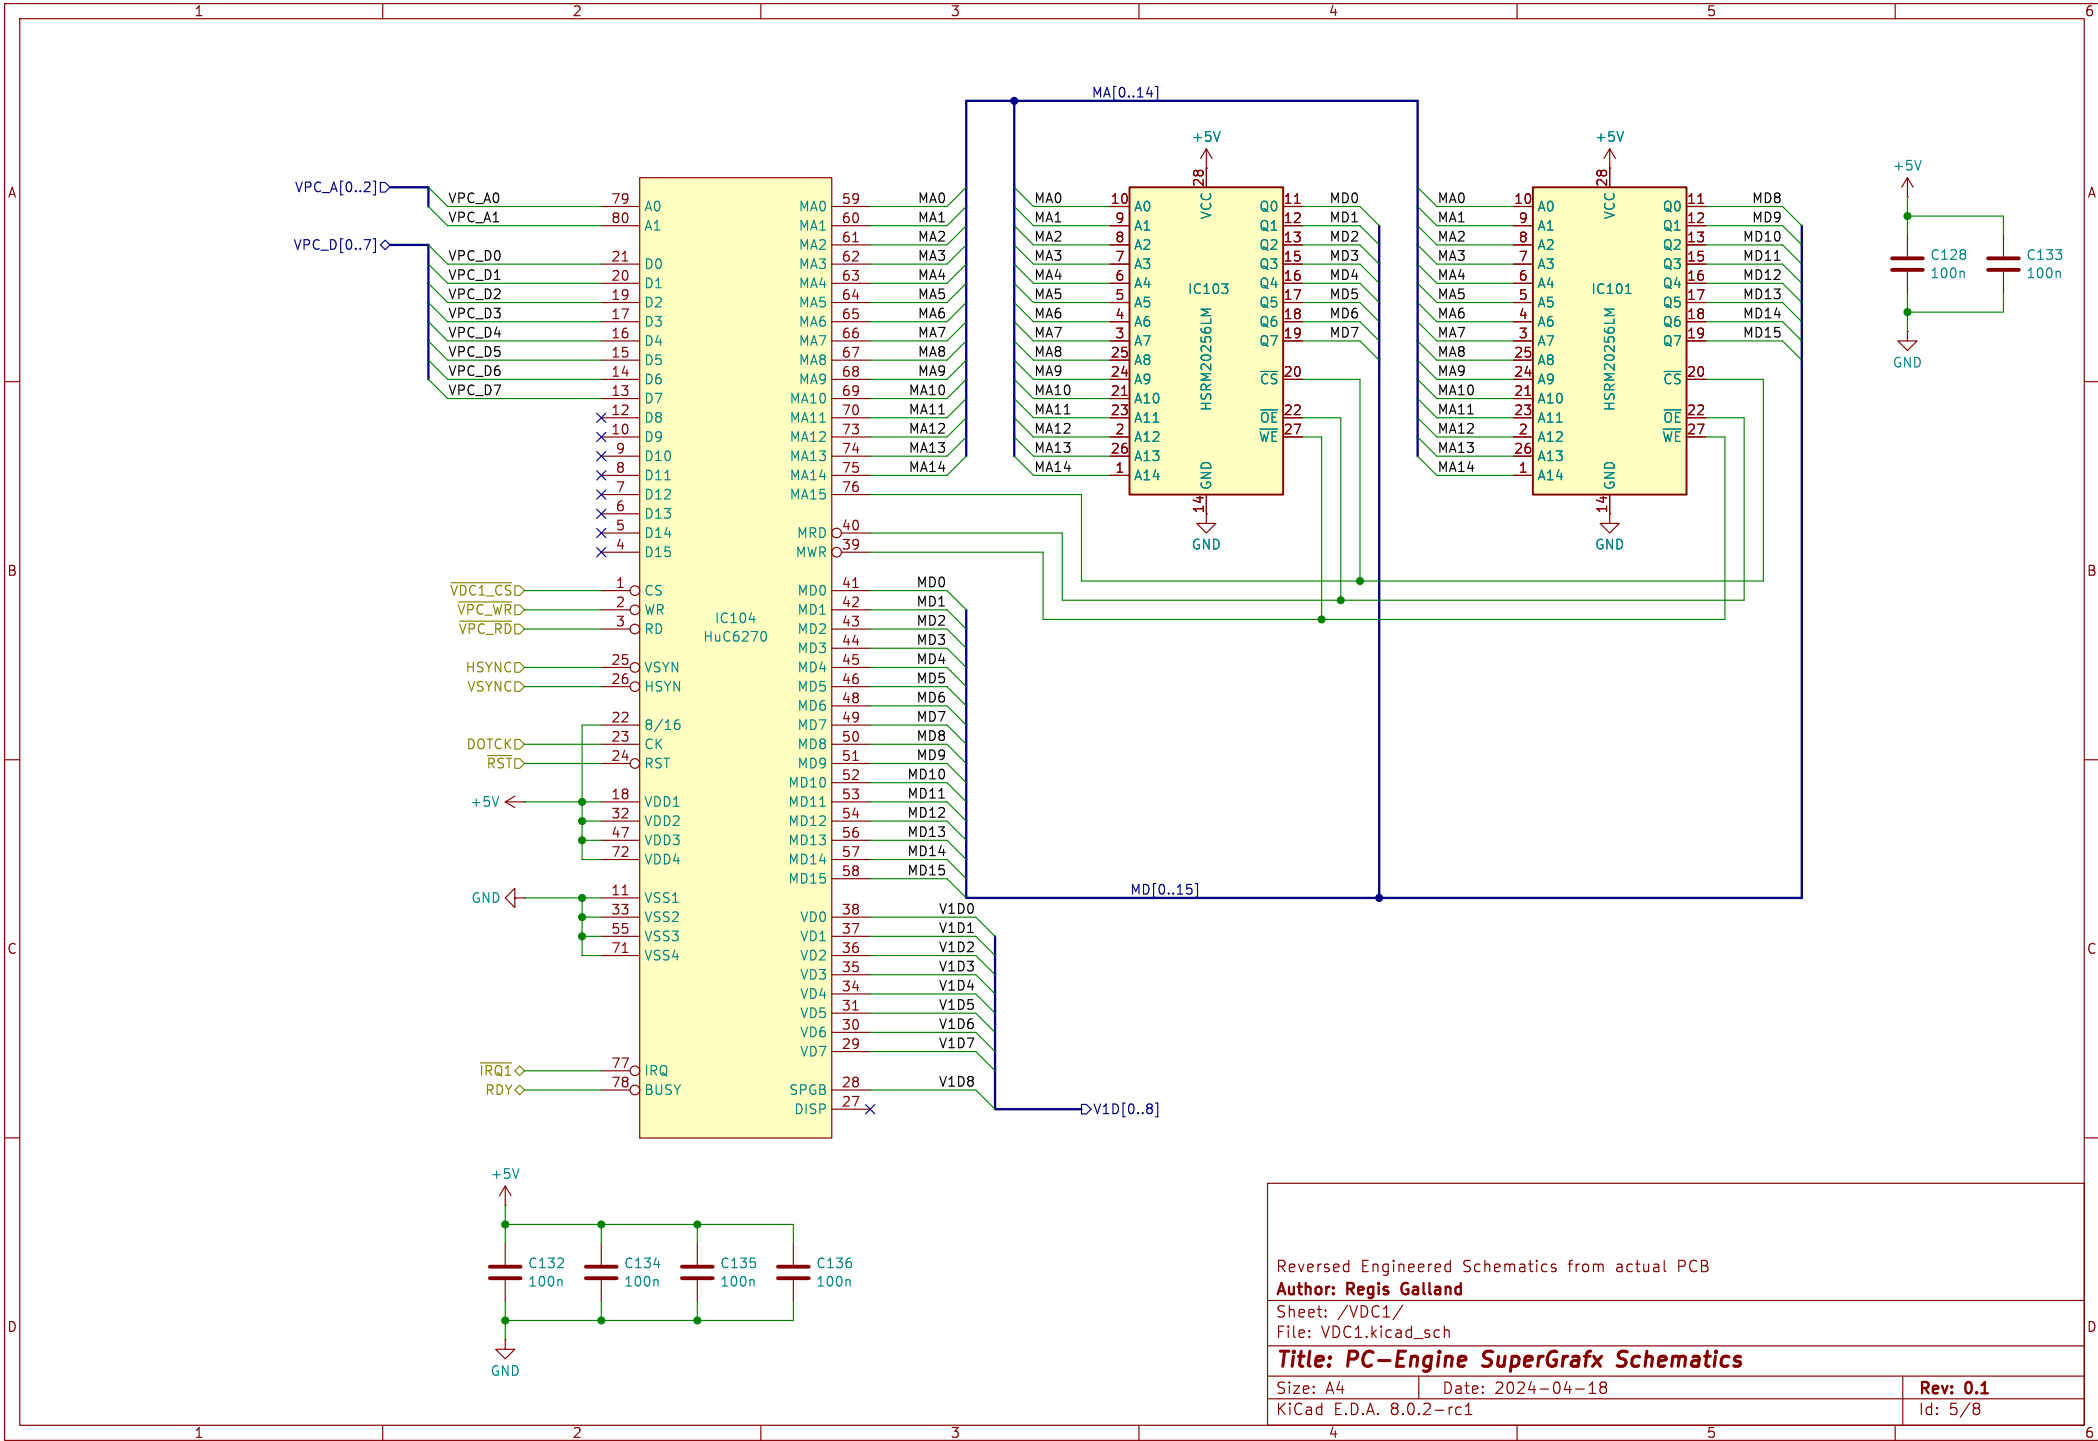 1 2 3 4 5 6
A
B
C
D
A
B
C
D
1 2 3 4 5 6
MA[0..14]
VPC_A[0..2]
VPC_A0
VPC_A1
VPC_D[0..7]
VPC_D0
VPC_D1
VPC_D2
VPC_D3
VPC_D4
VPC_D5
VPC_D6
VPC_D7
VDC1_CS
VPC_WR
VPC_RD
HSYNC
VSYNC
DOTCK
RST
+5V
GND
IRQ1
RDY
79 A0
80 A1
21 D0
20 D1
19 D2
17 D3
16 D4
15 D5
14 D6
13 D7
12 D8
10 D9
9 D10
8 D11
7 D12
6 D13
5 D14
4 D15
1 CS
2 WR
3 RD
25 VSYN
26 HSYN
22 8/16
23 CK
24 RST
18 VDD1
32 VDD2
47 VDD3
72 VDD4
11 VSS1
33 VSS2
55 VSS3
71 VSS4
77 IRQ
78 BUSY
IC104
HuC6270
MA0 59 MA0
MA1 60 MA1
MA2 61 MA2
MA3 62 MA3
MA4 63 MA4
MA5 64 MA5
MA6 65 MA6
MA7 66 MA7
MA8 67 MA8
MA9 68 MA9
MA10 69 MA10
MA11 70 MA11
MA12 73 MA12
MA13 74 MA13
MA14 75 MA14
MA15 76
MRD 40
MWR 39
MD0 41 MD0
MD1 42 MD1
MD2 43 MD2
MD3 44 MD3
MD4 45 MD4
MD5 46 MD5
MD6 48 MD6
MD7 49 MD7
MD8 50 MD8
MD9 51 MD9
MD10 52 MD10
MD11 53 MD11
MD12 54 MD12
MD13 56 MD13
MD14 57 MD14
MD15 58 MD15
MD[0..15]
VD0 38 V1D0
VD1 37 V1D1
VD2 36 V1D2
VD3 35 V1D3
VD4 34 V1D4
VD5 31 V1D5
VD6 30 V1D6
VD7 29 V1D7
SPGB 28 V1D8
DISP 27
V1D[0..8]
+5V
28
VCC
MA0 10 A0
MA1 9 A1
MA2 8 A2
MA3 7 A3
MA4 6 A4
MA5 5 A5
MA6 4 A6
MA7 3 A7
MA8 25 A8
MA9 24 A9
MA10 21 A10
MA11 23 A11
MA12 2 A12
MA13 26 A13
MA14 1 A14
IC103
HSRM20256LM
Q0 11 MD0
Q1 12 MD1
Q2 13 MD2
Q3 15 MD3
Q4 16 MD4
Q5 17 MD5
Q6 18 MD6
Q7 19 MD7
CS 20
OE 22
WE 27
GND
14
GND
+5V
28
VCC
MA0 10 A0
MA1 9 A1
MA2 8 A2
MA3 7 A3
MA4 6 A4
MA5 5 A5
MA6 4 A6
MA7 3 A7
MA8 25 A8
MA9 24 A9
MA10 21 A10
MA11 23 A11
MA12 2 A12
MA13 26 A13
MA14 1 A14
IC101
HSRM20256LM
Q0 11 MD8
Q1 12 MD9
Q2 13 MD10
Q3 15 MD11
Q4 16 MD12
Q5 17 MD13
Q6 18 MD14
Q7 19 MD15
CS 20
OE 22
WE 27
GND
14
GND
+5V
C128 C133
100n 100n
GND
+5V
C132 C134 C135 C136
100n 100n 100n 100n
GND
Reversed Engineered Schematics from actual PCB
Author: Regis Galland
Sheet: /VDC1/
File: VDC1.kicad_sch
Title: PC-Engine SuperGrafx Schematics
Size: A4 Date: 2024-04-18 Rev: 0.1
KiCad E.D.A. 8.0.2-rc1 Id: 5/8